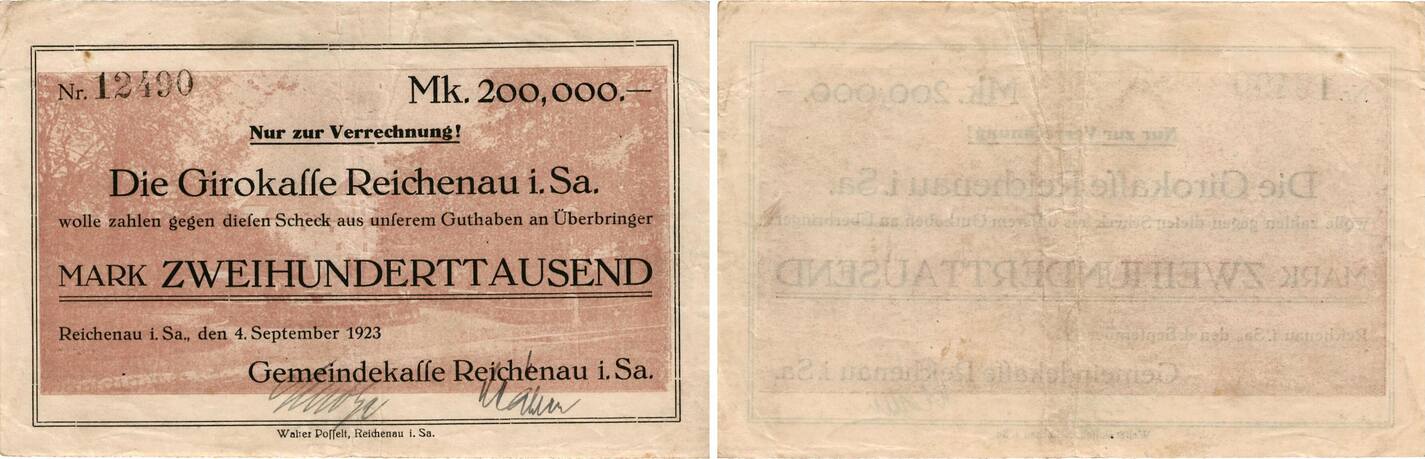 Nr. 12490 Mk. 200,000.—
Nur zur Verrechnung!
Die Girokaſſe Reichenau i. Sa.
wolle zahlen gegen dieſen Scheck aus unſerem Guthaben an Überbringer
MARK ZWEIHUNDERTTAUSEND
Reichenau i. Sa., den 4. September 1923
Gemeindekaſſe Reichenau i. Sa.
Walter Poſſelt, Reichenau i. Sa.